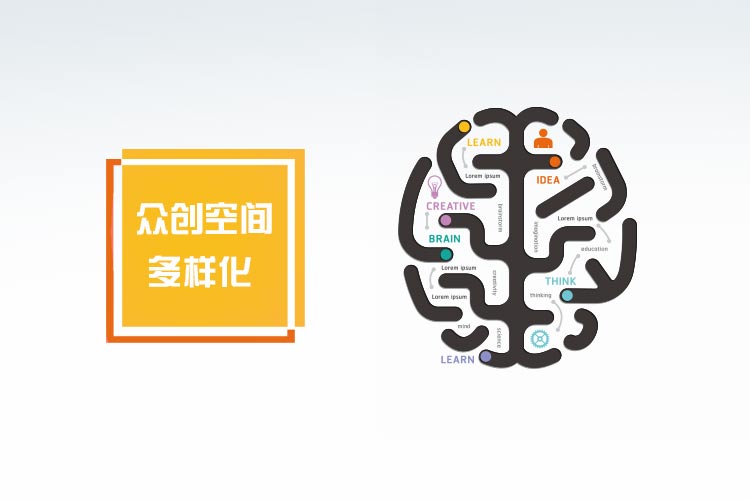 众创空间
多样化
LEARN
Lorem ipsum
IDEA
brainstorm
CREATIVE
brainstorm
Lorem ipsum
imagination
BRAIN
education
Lorem ipsum
THINK
creativity
Lorem ipsum
thinking
mind
science
LEARN